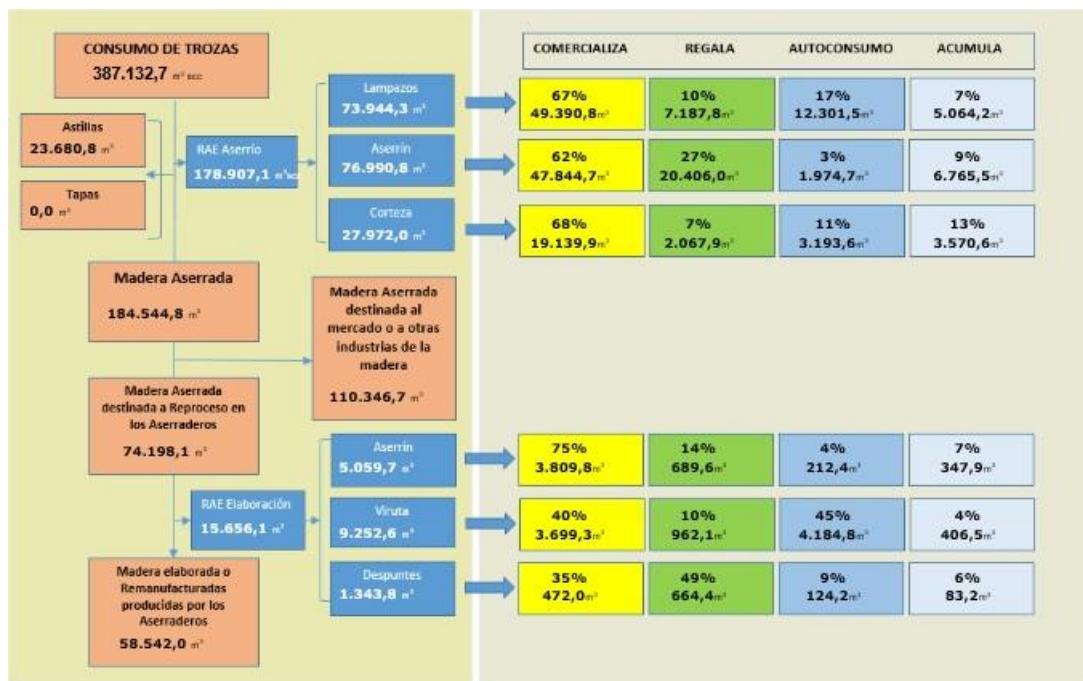 CONSUMO DE TROZAS
387.132,7 m³ scc
Astillas
23.680,8 m³
Tapas
0,0 m³
RAE Aserrío
178.907,1 m³scc
Lampazos
73.944,3 m³
Aserrín
76.990,8 m³
Corteza
27.972,0 m³
Madera Aserrada
184.544,8 m³
Madera Aserrada
destinada al
mercado o a otras
industrias de la
madera
110.346,7 m³
Madera Aserrada
destinada a Reproceso en
los Aserraderos
74.198,1 m³
RAE Elaboración
15.656,1 m³
Aserrín
5.059,7 m³
Viruta
9.252,6 m³
Despuntes
1.343,8 m³
Madera elaborada o
Remanufacturadas
producidas por los
Aserraderos
58.542,0 m³
COMERCIALIZA REGALA AUTOCONSUMO ACUMULA
67% 10% 17% 7%
49.390,8m³ 7.187,8m³ 12.301,5m³ 5.064,2m³
62% 27% 3% 9%
47.844,7m³ 20.406,0m³ 1.974,7m³ 6.765,5m³
68% 7% 11% 13%
19.139,9m³ 2.067,9m³ 3.193,6m³ 3.570,6m³
75% 14% 4% 7%
3.809,8m³ 689,6m³ 212,4m³ 347,9m³
40% 10% 45% 4%
3.699,3m³ 962,1m³ 4.184,8m³ 406,5m³
35% 49% 9% 6%
472,0m³ 664,4m³ 124,2m³ 83,2m³